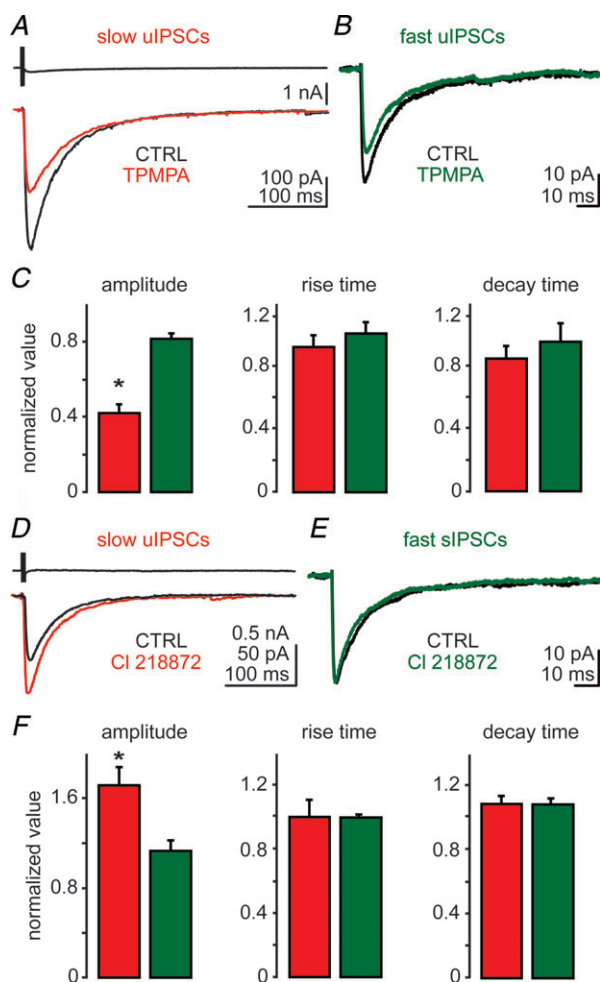 A
slow uIPSCs
1 nA
CTRL
TPMPA
100 pA
100 ms
B
fast uIPSCs
CTRL
TPMPA
10 pA
10 ms
C
amplitude
rise time
decay time
normalized value
0.8
0.4
0
*
1.2
0.8
0.4
0
1.2
0.8
0.4
0
D
slow uIPSCs
CTRL
CI 218872
0.5 nA
50 pA
100 ms
E
fast sIPSCs
CTRL
CI 218872
10 pA
10 ms
F
amplitude
rise time
decay time
normalized value
1.6
0.8
0
*
1.2
0.8
0.4
0
1.2
0.8
0.4
0